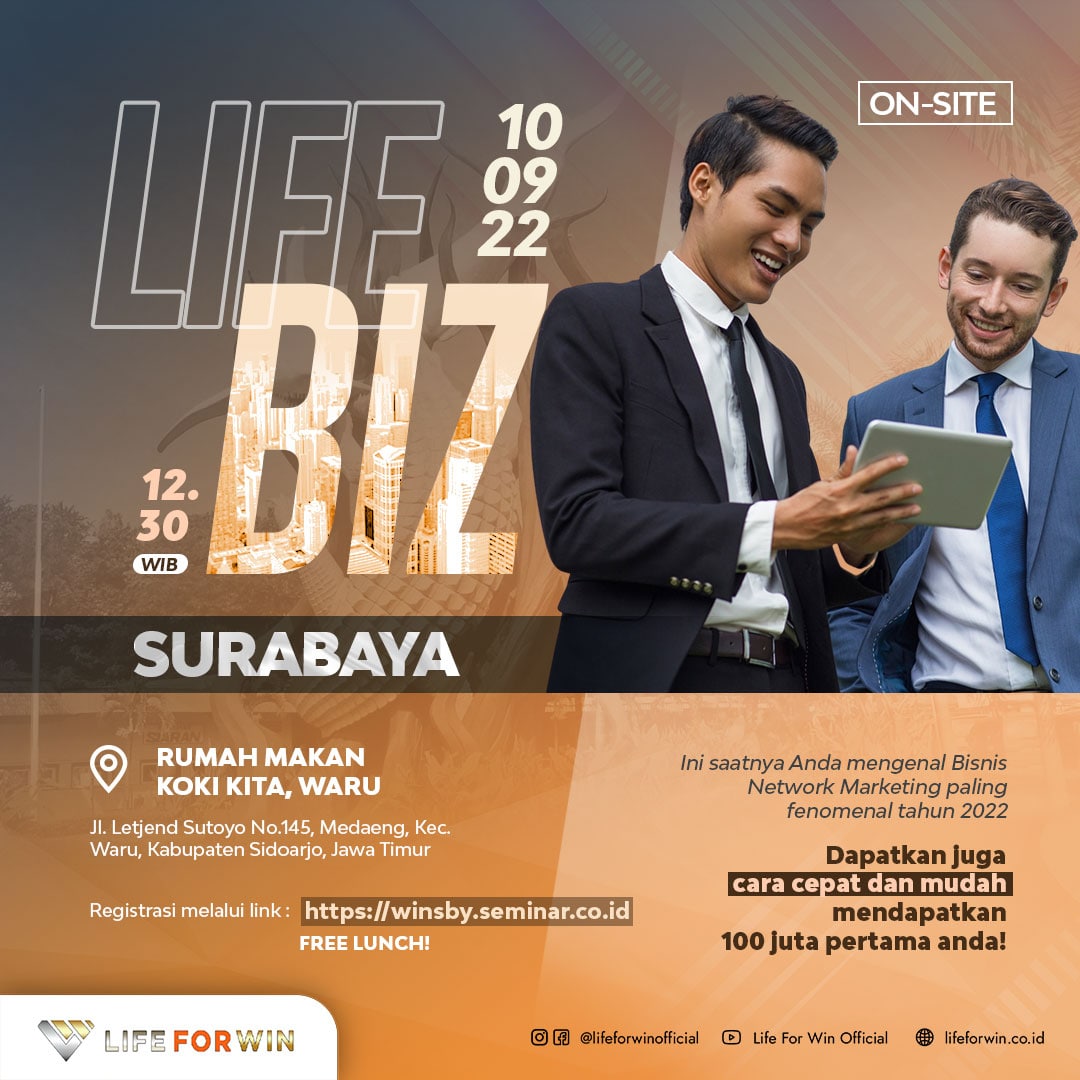 ON-SITE
LIFE
10
09
22
BIZ
12.
30
WIB
SURABAYA
RUMAH MAKAN
KOKI KITA, WARU
Jl. Letjend Sutoyo No.145, Medaeng, Kec.
Waru, Kabupaten Sidoarjo, Jawa Timur
Registrasi melalui link : https://winsby.seminar.co.id
FREE LUNCH!
Ini saatnya Anda mengenal Bisnis
Network Marketing paling
fenomenal tahun 2022
Dapatkan juga
cara cepat dan mudah
mendapatkan
100 juta pertama anda!
LIFE FOR WIN
@lifeforwinofficial
Life For Win Official
lifeforwin.co.id